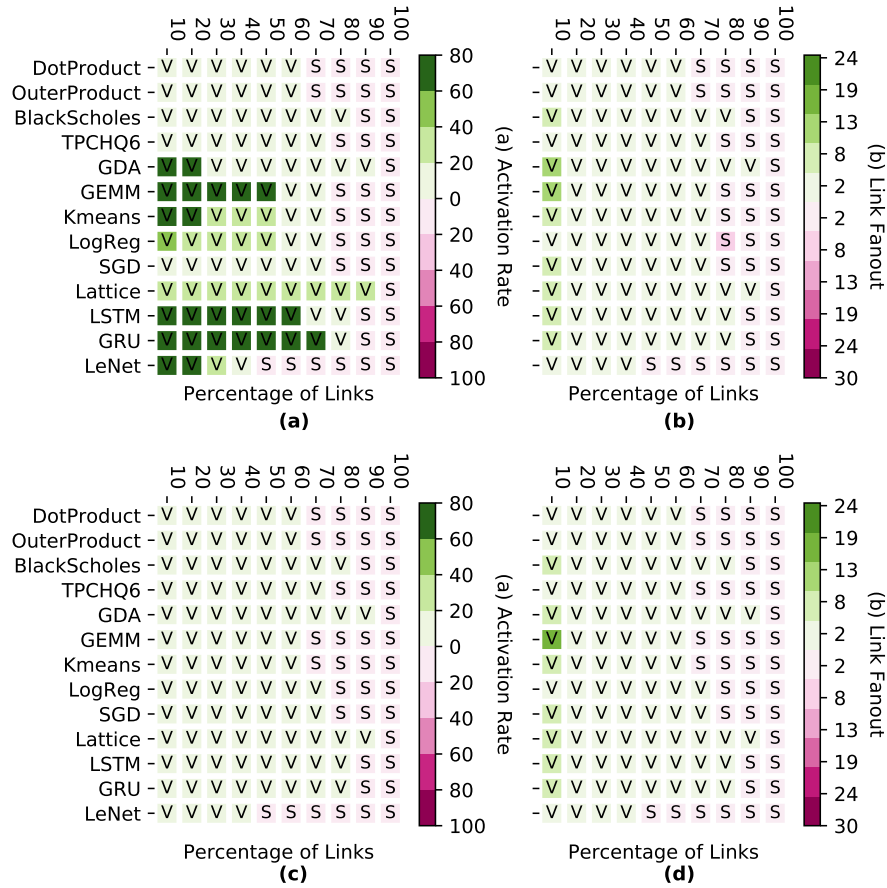 10 20 30 40 50 60 70 80 90 100
DotProduct V V V V V V S S S S
OuterProduct V V V V V V S S S S
BlackScholes V V V V V V V V S S
TPCHQ6 V V V V V V V S S S
GDA V V V V V V V V V S
GEMM V V V V V V V S S S
Kmeans V V V V V V V S S S
LogReg V V V V V V V S S S
SGD V V V V V V V S S S
Lattice V V V V V V V V V S
LSTM V V V V V V V V S S
GRU V V V V V V V V S S
LeNet V V V V S S S S S S
Percentage of Links
(a)
80
60
40
20
0
20
40
60
80
100
(a) Activation Rate
10 20 30 40 50 60 70 80 90 100
V V V V V V S S S S
V V V V V V S S S S
V V V V V V V V S S
V V V V V V V S S S
V V V V V V V V V S
V V V V V V V S S S
V V V V V V V S S S
V V V V V V V S S S
V V V V V V V S S S
V V V V V V V V V S
V V V V V V V V S S
V V V V V V V V S S
V V V V S S S S S S
Percentage of Links
(b)
24
19
13
8
2
2
8
13
19
24
30
(b) Link Fanout
10 20 30 40 50 60 70 80 90 100
DotProduct V V V V V V S S S S
OuterProduct V V V V V V S S S S
BlackScholes V V V V V V V V S S
TPCHQ6 V V V V V V V S S S
GDA V V V V V V V V V S
GEMM V V V V V V S S S S
Kmeans V V V V V V S S S S
LogReg V V V V V V V S S S
SGD V V V V V V V S S S
Lattice V V V V V V V V V S
LSTM V V V V V V V V S S
GRU V V V V V V V V S S
LeNet V V V V S S S S S S
Percentage of Links
(c)
80
60
40
20
0
20
40
60
80
100
(a) Activation Rate
10 20 30 40 50 60 70 80 90 100
V V V V V V S S S S
V V V V V V S S S S
V V V V V V V V S S
V V V V V V V S S S
V V V V V V V V V S
V V V V V V S S S S
V V V V V V S S S S
V V V V V V V S S S
V V V V V V V S S S
V V V V V V V V V S
V V V V V V V V S S
V V V V V V V V S S
V V V V S S S S S S
Percentage of Links
(d)
24
19
13
8
2
2
8
13
19
24
30
(b) Link Fanout